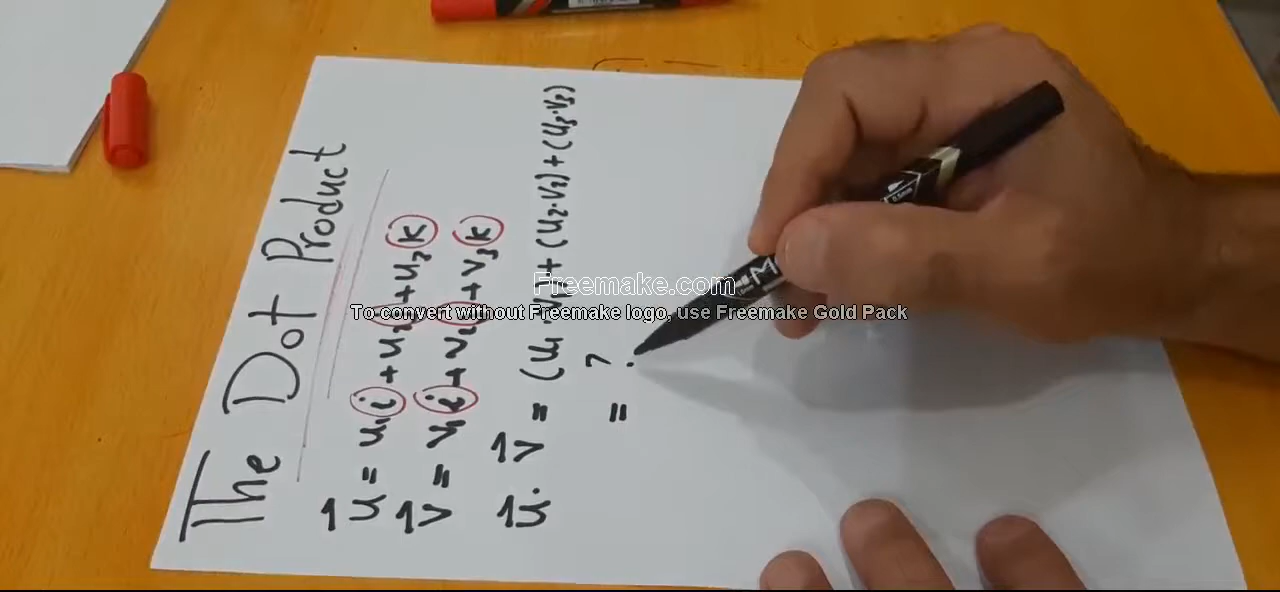 The Dot Product
u⃗ = u₁i + u₂j + u₃k
v⃗ = v₁i + v₂j + v₃k
u⃗ · v⃗ = (u₁ · v₁) + (u₂ · v₂) + (u₃ · v₃)
= ?
Freemake.com
To convert without Freemake logo, use Freemake Gold Pack